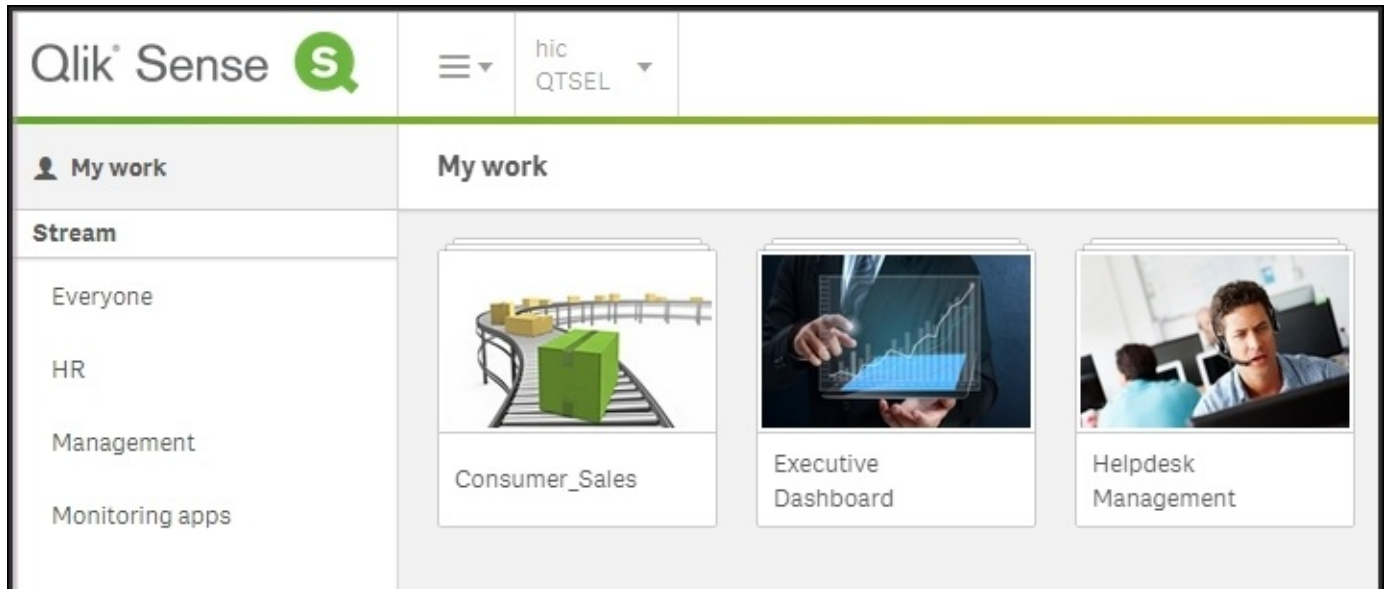 Qlik® Sense S
hic
QTSEL
My work
My work
Stream
Everyone
HR
Management
Monitoring apps
Consumer_Sales
Executive
Dashboard
Helpdesk
Management